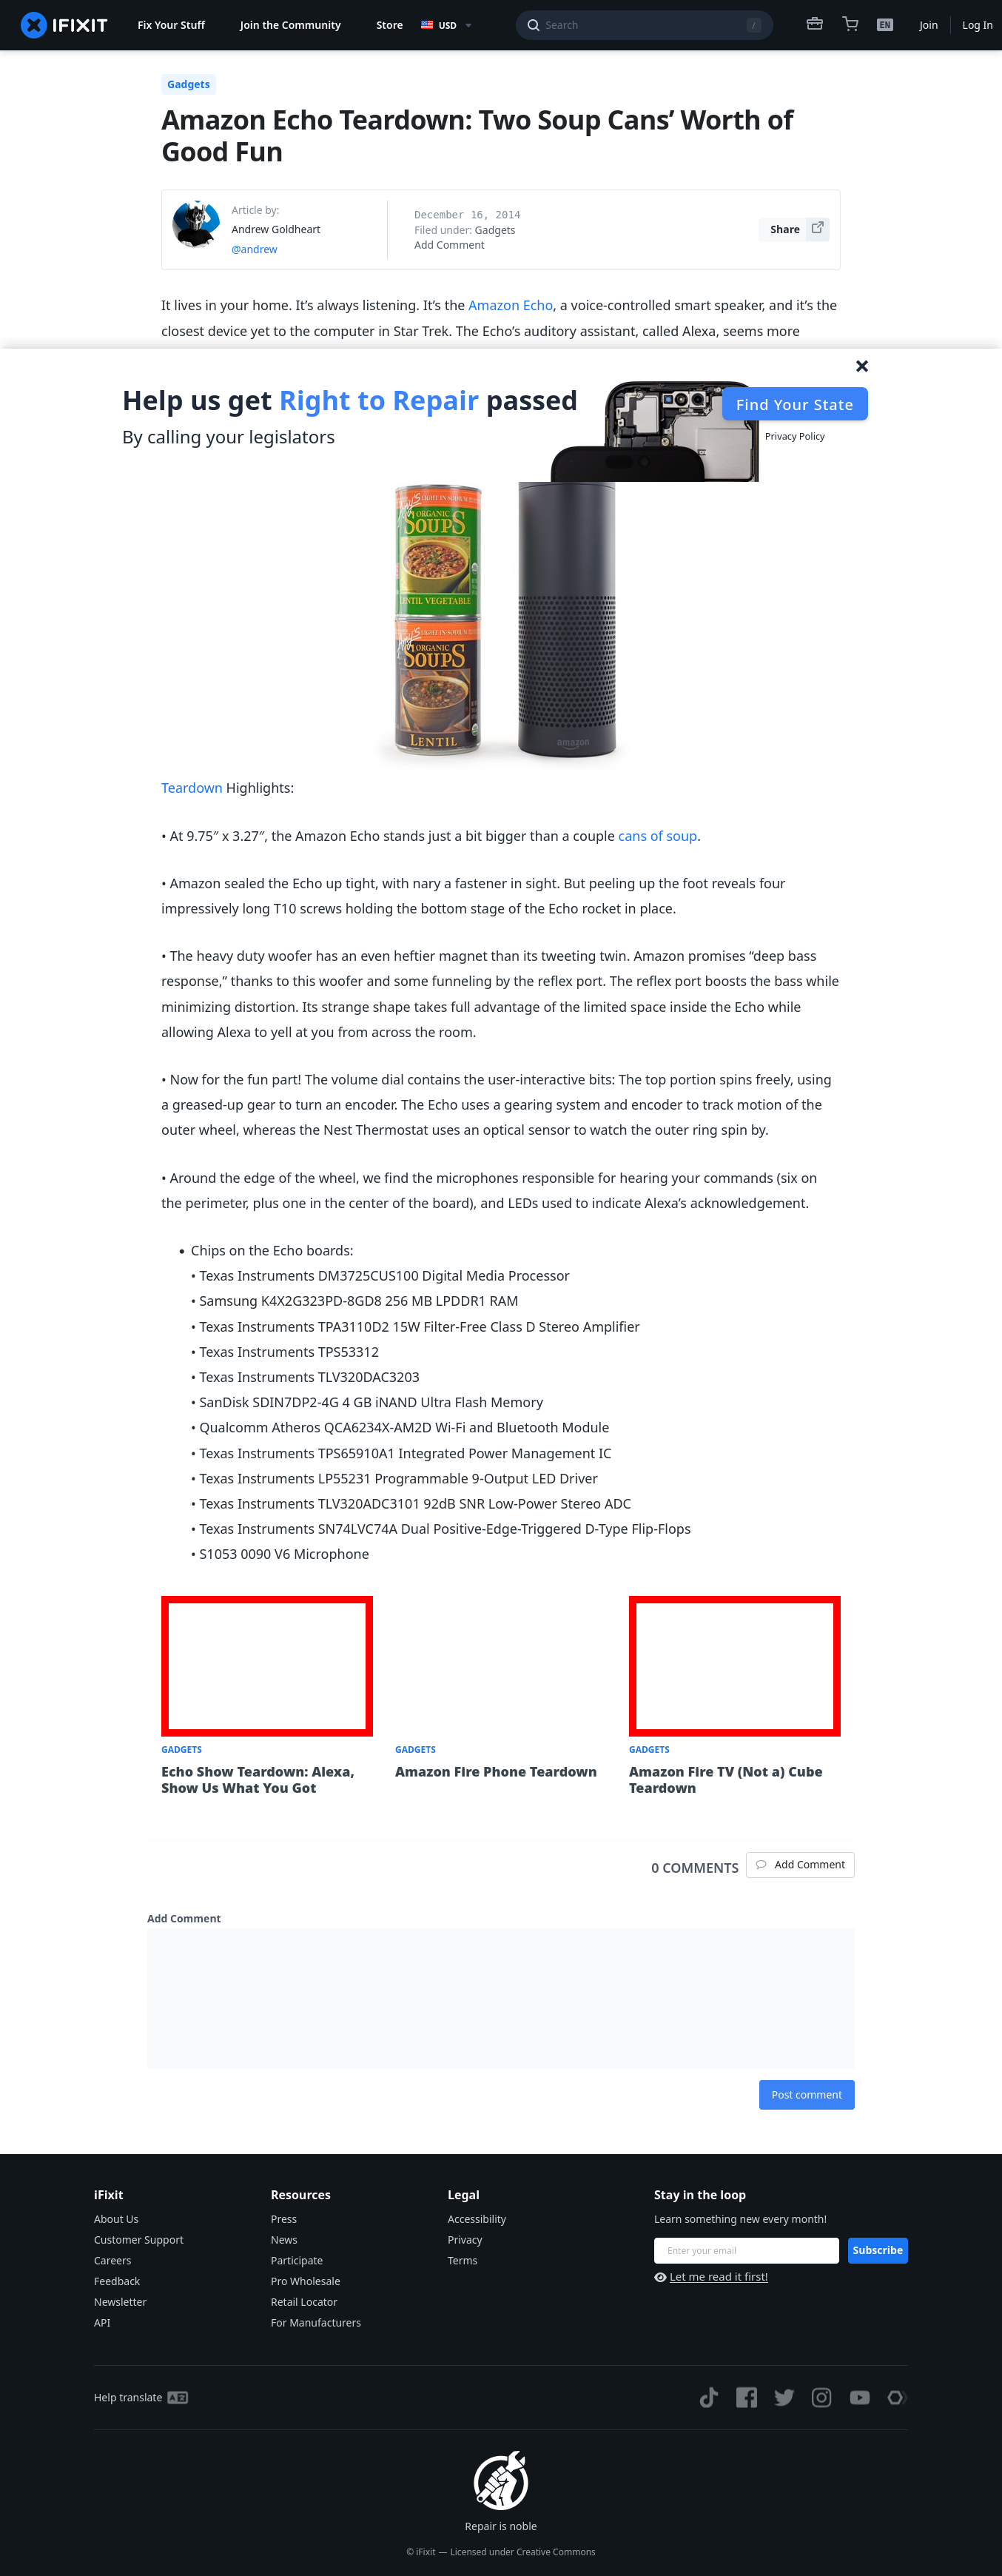 IFIXIT
Fix Your Stuff
Join the Community
Store
USD
Search
/
EN
Join
Log In
Gadgets
Amazon Echo Teardown: Two Soup Cans’ Worth of
Good Fun
Article by:
Andrew Goldheart
@andrew
December 16, 2014
Filed under: Gadgets
Add Comment
Share
It lives in your home. It’s always listening. It’s the Amazon Echo, a voice-controlled smart speaker, and it’s the
closest device yet to the computer in Star Trek. The Echo’s auditory assistant, called Alexa, seems more
Help us get Right to Repair passed
By calling your legislators
Find Your State
Privacy Policy
LIGHT IN SODIUM
ORGANIC
SOUPS
LENTIL VEGETABLE
LIGHT IN SODIUM
ORGANIC
SOUPS
LENTIL
amazon
Teardown Highlights:
• At 9.75″ x 3.27″, the Amazon Echo stands just a bit bigger than a couple cans of soup.
• Amazon sealed the Echo up tight, with nary a fastener in sight. But peeling up the foot reveals four
impressively long T10 screws holding the bottom stage of the Echo rocket in place.
• The heavy duty woofer has an even heftier magnet than its tweeting twin. Amazon promises “deep bass
response,” thanks to this woofer and some funneling by the reflex port. The reflex port boosts the bass while
minimizing distortion. Its strange shape takes full advantage of the limited space inside the Echo while
allowing Alexa to yell at you from across the room.
• Now for the fun part! The volume dial contains the user-interactive bits: The top portion spins freely, using
a greased-up gear to turn an encoder. The Echo uses a gearing system and encoder to track motion of the
outer wheel, whereas the Nest Thermostat uses an optical sensor to watch the outer ring spin by.
• Around the edge of the wheel, we find the microphones responsible for hearing your commands (six on
the perimeter, plus one in the center of the board), and LEDs used to indicate Alexa’s acknowledgement.
• Chips on the Echo boards:
• Texas Instruments DM3725CUS100 Digital Media Processor
• Samsung K4X2G323PD-8GD8 256 MB LPDDR1 RAM
• Texas Instruments TPA3110D2 15W Filter-Free Class D Stereo Amplifier
• Texas Instruments TPS53312
• Texas Instruments TLV320DAC3203
• SanDisk SDIN7DP2-4G 4 GB iNAND Ultra Flash Memory
• Qualcomm Atheros QCA6234X-AM2D Wi-Fi and Bluetooth Module
• Texas Instruments TPS65910A1 Integrated Power Management IC
• Texas Instruments LP55231 Programmable 9-Output LED Driver
• Texas Instruments TLV320ADC3101 92dB SNR Low-Power Stereo ADC
• Texas Instruments SN74LVC74A Dual Positive-Edge-Triggered D-Type Flip-Flops
• S1053 0090 V6 Microphone
GADGETS
Echo Show Teardown: Alexa,
Show Us What You Got
GADGETS
Amazon Fire Phone Teardown
GADGETS
Amazon Fire TV (Not a) Cube
Teardown
0 COMMENTS
Add Comment
Add Comment
Post comment
iFixit
About Us
Customer Support
Careers
Feedback
Newsletter
API
Resources
Press
News
Participate
Pro Wholesale
Retail Locator
For Manufacturers
Legal
Accessibility
Privacy
Terms
Stay in the loop
Learn something new every month!
Enter your email
Subscribe
Let me read it first!
Help translate
Repair is noble
© iFixit — Licensed under Creative Commons